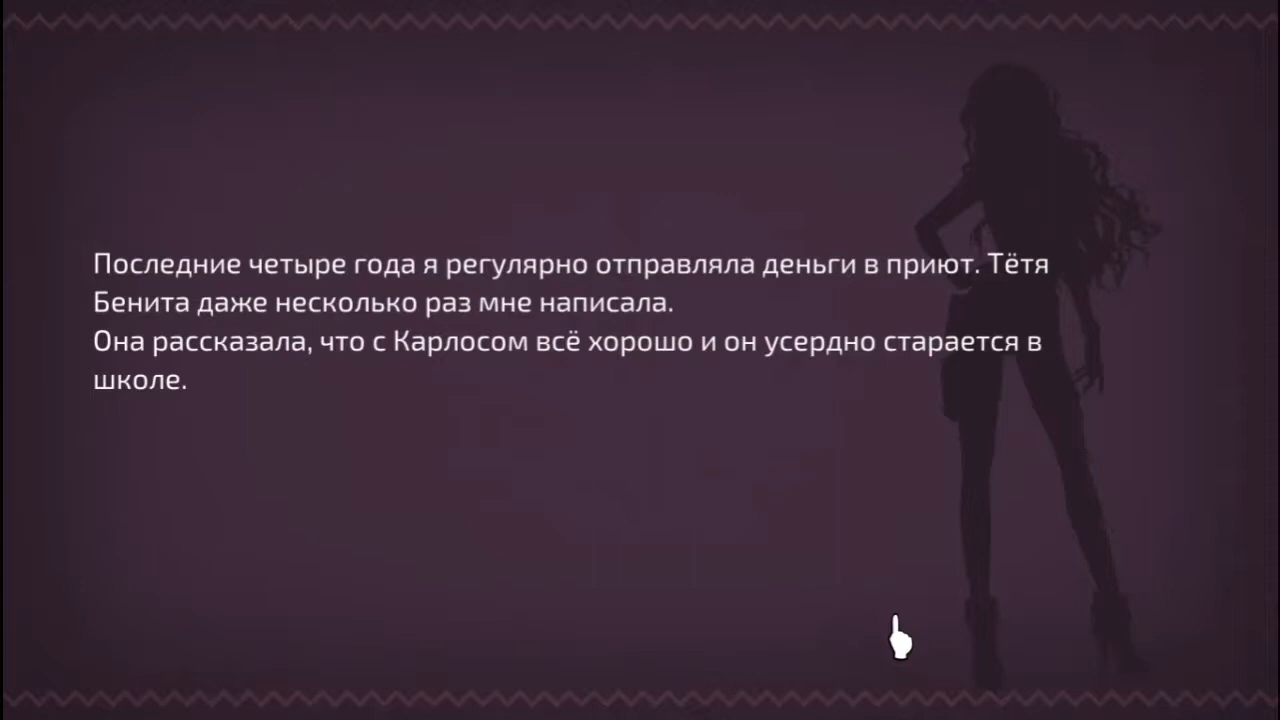 Последние четыре года я регулярно отправляла деньги в приют. Тётя
Бенита даже несколько раз мне написала.
Она рассказала, что с Карлосом всё хорошо и он усердно старается в
школе.